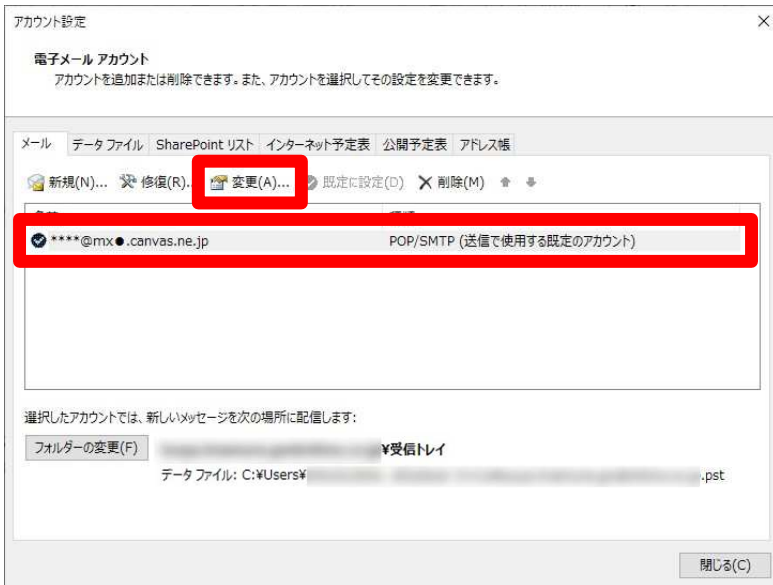 アカウント設定
電子メール アカウント
アカウントを追加または削除できます。また、アカウントを選択してその設定を変更できます。
メール データ ファイル SharePoint リスト インターネット予定表 公開予定表 アドレス帳
新規(N)... 修復(R)... 変更(A)... 既定に設定(D) 削除(M)
****@mx●.canvas.ne.jp POP/SMTP (送信で使用する既定のアカウント)
選択したアカウントでは、新しいメッセージを次の場所に配信します:
フォルダーの変更(F) ¥受信トレイ
データ ファイル: C:¥Users¥ .pst
閉じる(C)